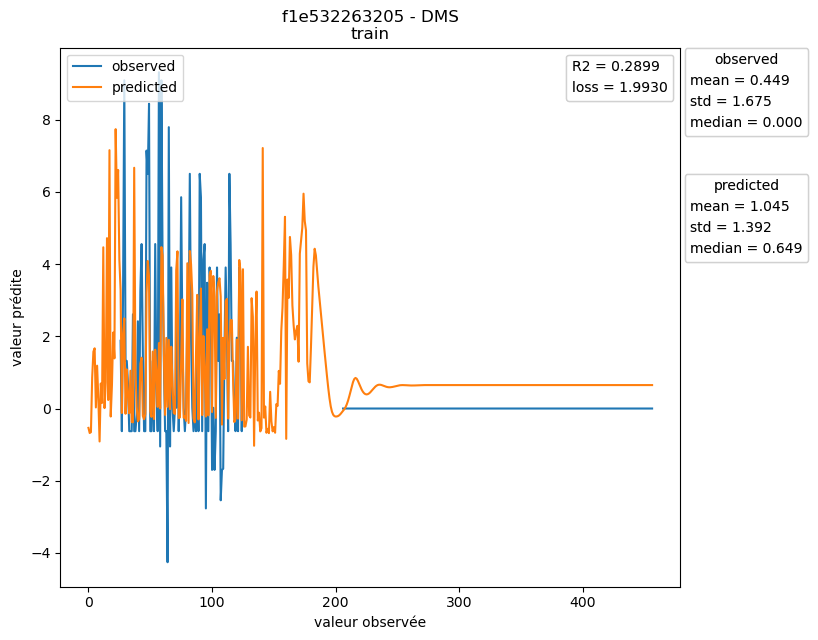 f1e532263205 - DMS
train
observed
predicted
R2 = 0.2899
loss = 1.9930
observed
mean = 0.449
std = 1.675
median = 0.000
predicted
mean = 1.045
std = 1.392
median = 0.649
valeur prédite
8
6
4
2
0
−2
−4
0
100
200
300
400
valeur observée